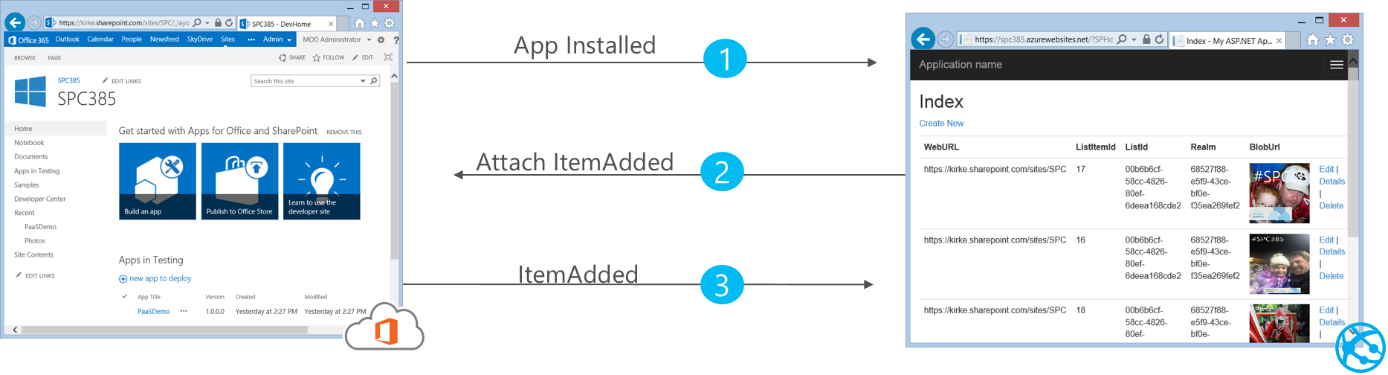 https://kirke.sharepoint.com/sites/SPC/_layo
SPC385 - DevHome
Office 365 Outlook Calendar People Newsfeed SkyDrive Sites ••• Admin MOD Administrator ?
BROWSE PAGE SHARE FOLLOW EDIT
SPC385 EDIT LINKS
SPC385
Search this site
Home
Notebook
Documents
Apps in Testing
Samples
Developer Center
Recent
PaaSDemo
Photos
Site Contents
EDIT LINKS
Get started with Apps for Office and SharePoint REMOVE THIS
Build an app
Publish to Office Store
Learn to use the
developer site
Apps in Testing
new app to deploy
App Title Version Created Modified
PaaSDemo ••• 1.0.0.0 Yesterday at 2:27 PM Yesterday at 2:27 PM
App Installed
1
Attach ItemAdded
2
ItemAdded
3
https://spc385.azurewebsites.net/?SPHc
Index - My ASP.NET Ap...
Application name
Index
Create New
WebURL ListItemId ListId Realm BlobUrl
https://kirke.sharepoint.com/sites/SPC 17 00b6b6cf- 68527f88- Edit |
58cc-4826- e5f9-43ce- #SPC Details
80ef- bf0e- |
6deea168cde2 f35ea269fef2 Delete
https://kirke.sharepoint.com/sites/SPC 16 00b6b6cf- 68527f88- #SPC385 Edit |
58cc-4826- e5f9-43ce- Details
80ef- bf0e- |
6deea168cde2 f35ea269fef2 Delete
https://kirke.sharepoint.com/sites/SPC 18 00b6b6cf- 68527f88- Edit |
58cc-4826- e5f9-43ce- Details
80ef- bf0e- |